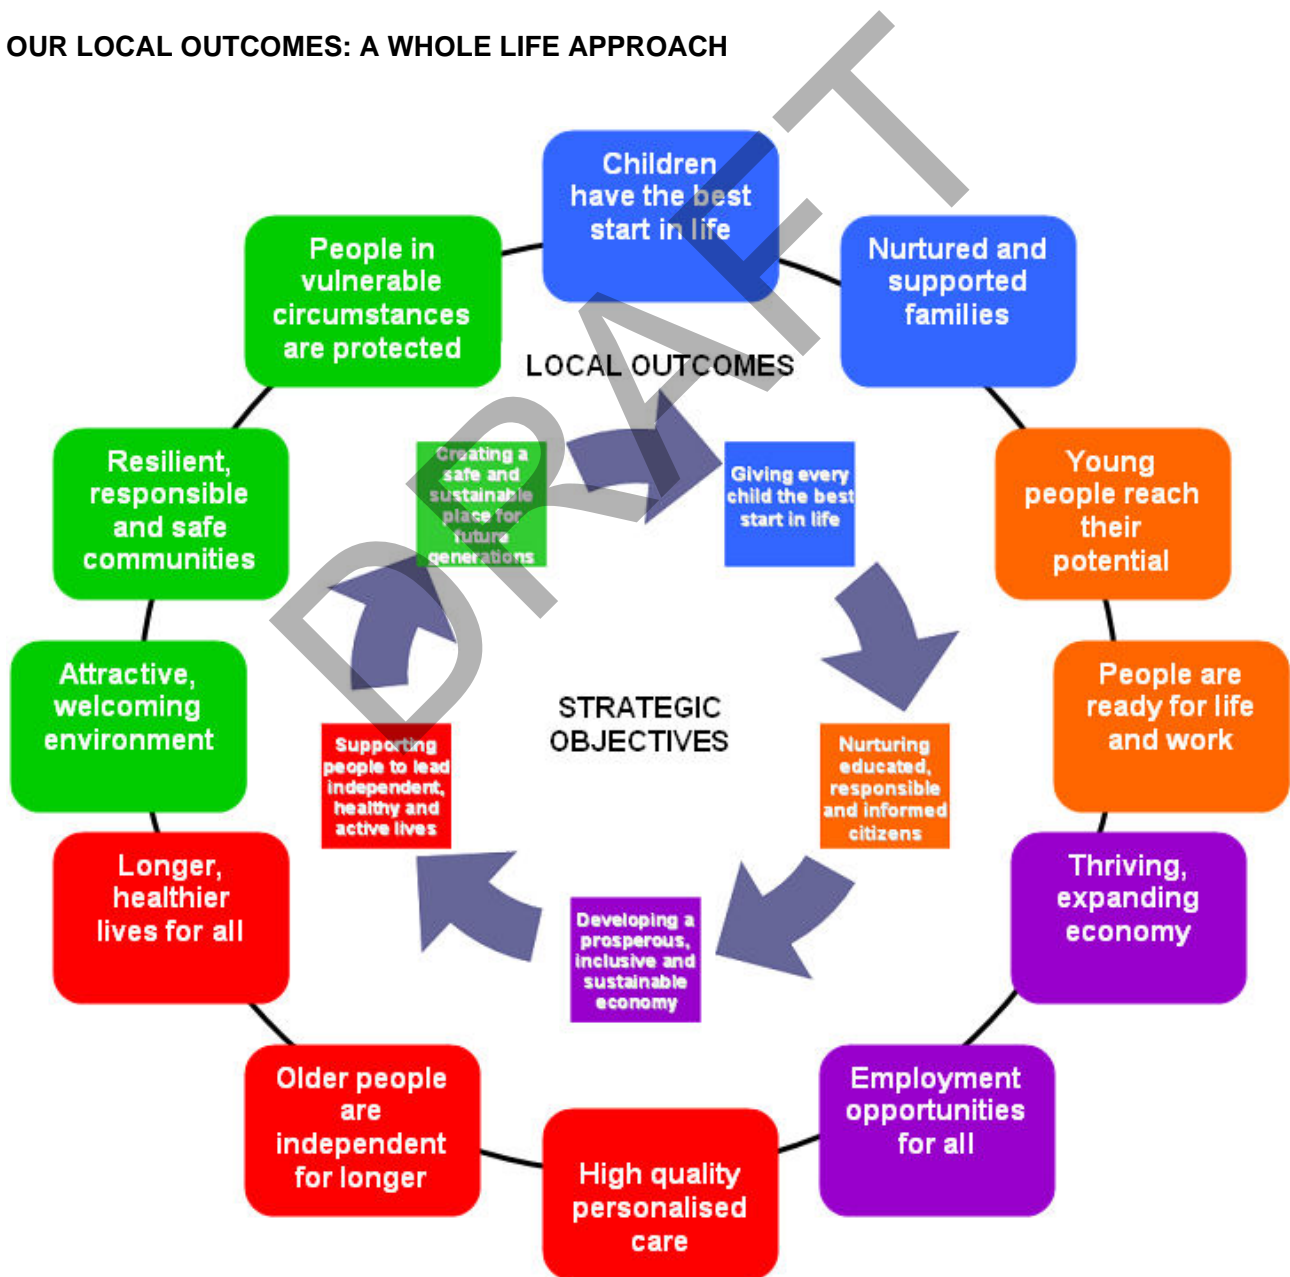 OUR LOCAL OUTCOMES: A WHOLE LIFE APPROACH
Children
have the best
start in life
Nurtured and
supported
families
Young
people reach
their
potential
People are
ready for life
and work
Thriving,
expanding
economy
Employment
opportunities
for all
High quality
personalised
care
Older people
are
independent
for longer
Longer,
healthier
lives for all
Attractive,
welcoming
environment
Resilient,
responsible
and safe
communities
People in
vulnerable
circumstances
are protected
LOCAL OUTCOMES
Giving every
child the best
start in life
Nurturing
educated,
responsible
and informed
citizens
Developing a
prosperous,
inclusive and
sustainable
economy
Supporting
people to lead
independent,
healthy and
active lives
Creating a
safe and
sustainable
place for
future
generations
STRATEGIC
OBJECTIVES
DRAFT